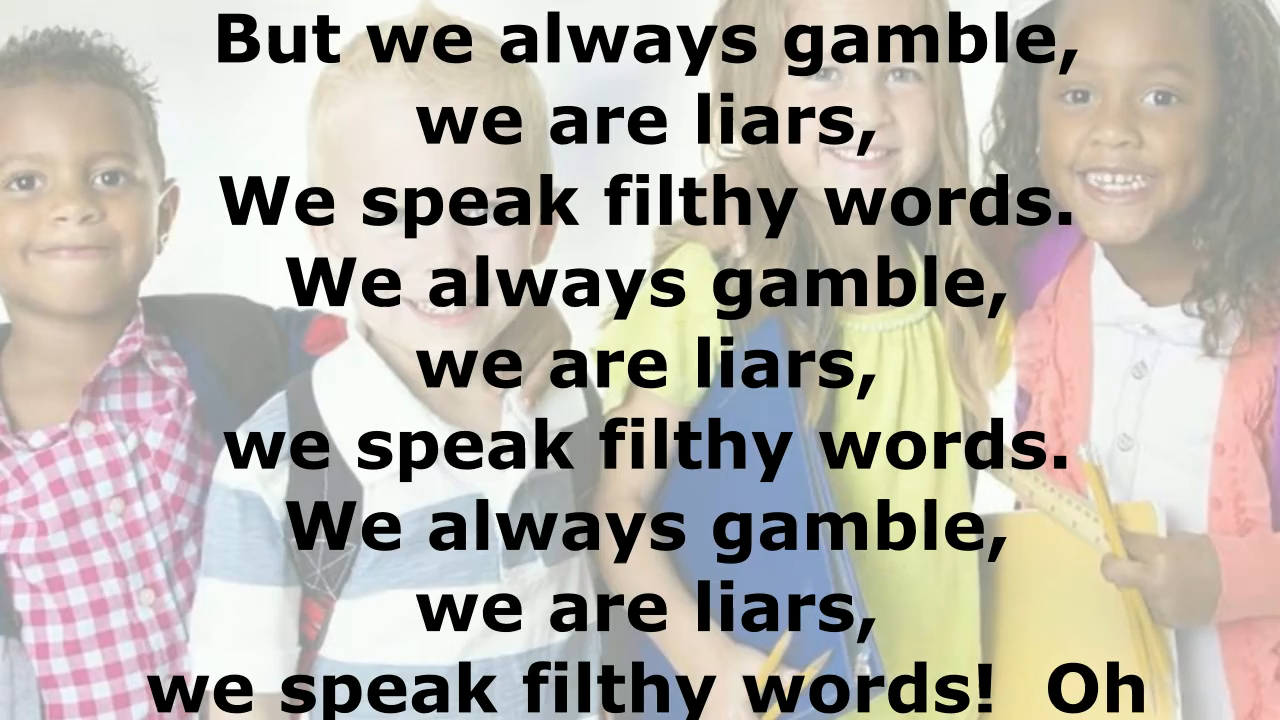 But we always gamble,
we are liars,
We speak filthy words.
We always gamble,
we are liars,
we speak filthy words.
We always gamble,
we are liars,
we speak filthy words!  Oh